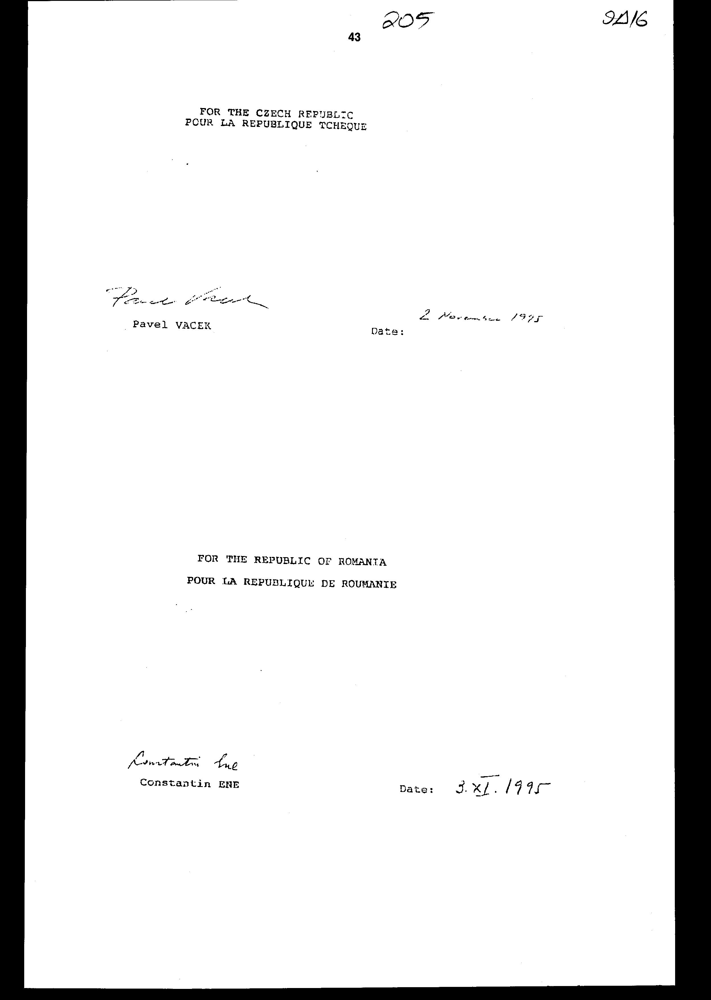 205
43
FOR THE CZECH REPUBLIC
POUR LA REPUBLIQUE TCHEQUE
Pavel Vacek
2 November 1995
Pavel VACEK
Date:
FOR THE REPUBLIC OF ROMANIA
POUR LA REPUBLIQUE DE ROUMANIE
Constantin Ene
Constantin ENE
Date: 3. XI. 1995